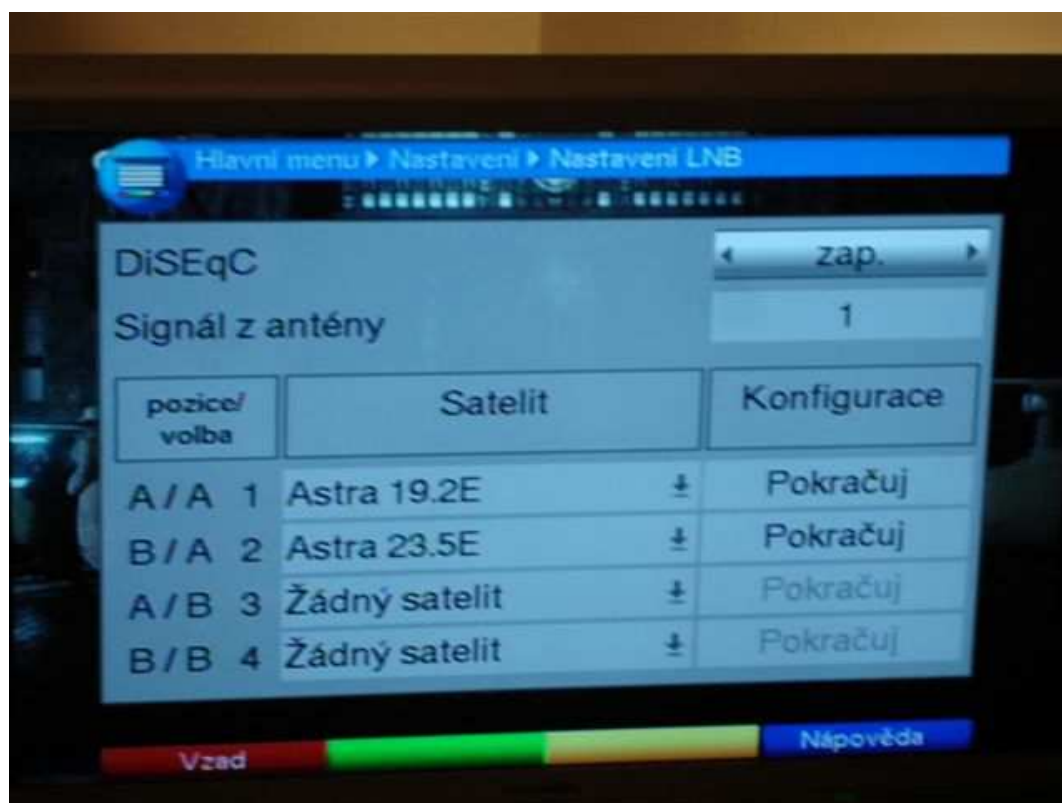 Hlavní menu ▶ Nastavení ▶ Nastavení LNB
DiSEqC zap.
Signál z antény 1
pozice/ volba Satelit Konfigurace
A/A 1 Astra 19.2E Pokračuj
B/A 2 Astra 23.5E Pokračuj
A/B 3 Žádný satelit Pokračuj
B/B 4 Žádný satelit Pokračuj
Vzad Nápověda